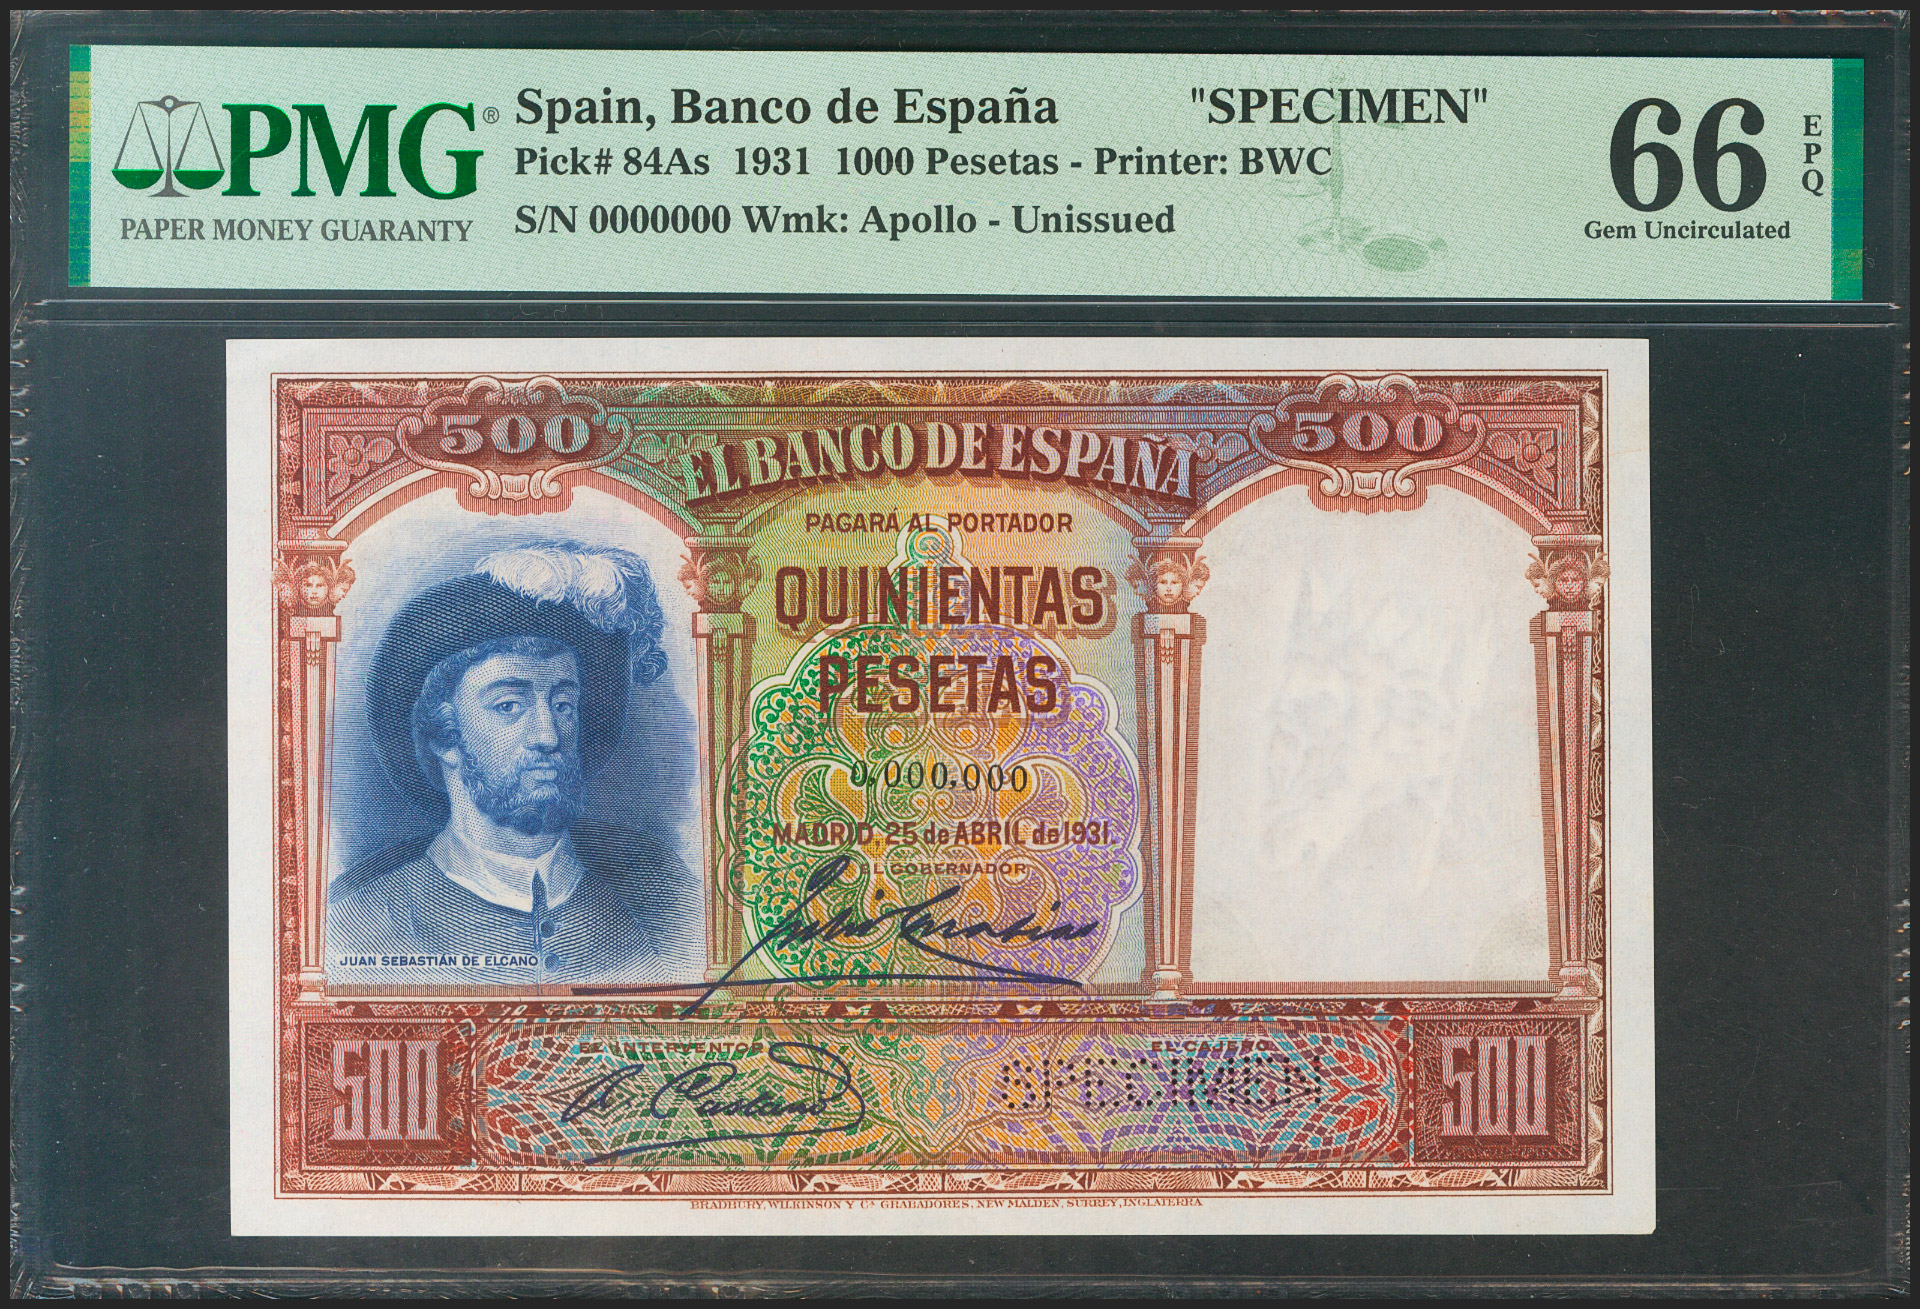 PMG®
PAPER MONEY GUARANTY
Spain, Banco de España "SPECIMEN"
Pick# 84As 1931 1000 Pesetas - Printer: BWC
S/N 0000000 Wmk: Apollo - Unissued
66
EPQ
Gem Uncirculated
500
500
EL BANCO DE ESPAÑA
PAGARÁ AL PORTADOR
QUINIENTAS
PESETAS
0,000,000
MADRID, 25 de ABRIL de 1931.
EL GOBERNADOR
JUAN SEBASTIÁN DE ELCANO
500
EL INTERVENTOR
EL CAJERO
SPECIMEN
500
BRADBURY, WILKINSON Y Cª GRABADORES, NEW MALDEN, SURREY, INGLATERRA